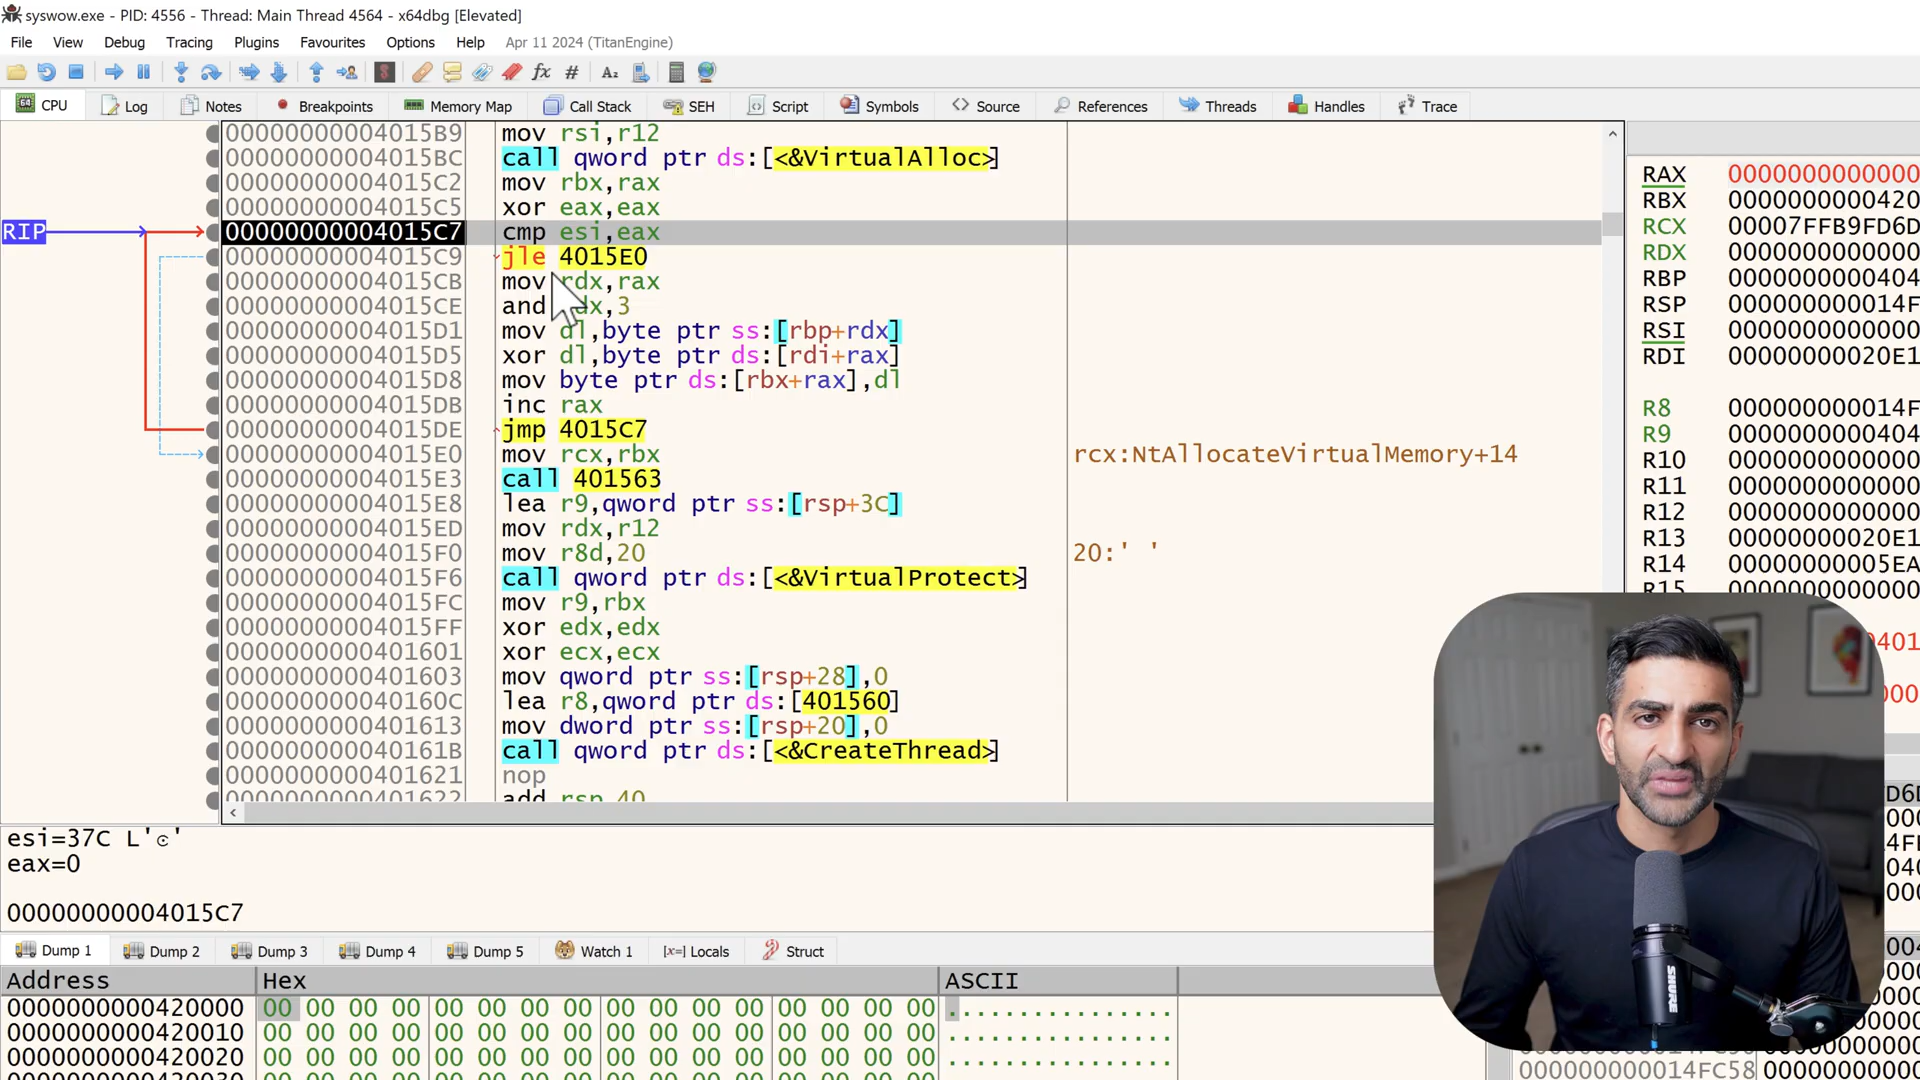 syswow.exe - PID: 4556 - Thread: Main Thread 4564 - x64dbg [Elevated]
File View Debug Tracing Plugins Favourites Options Help Apr 11 2024 (TitanEngine)
CPU Log Notes Breakpoints Memory Map Call Stack SEH Script Symbols Source References Threads Handles Trace
00000000004015B9 mov rsi,r12
00000000004015BC call qword ptr ds:[<&VirtualAlloc>]
00000000004015C2 mov rbx,rax
00000000004015C5 xor eax,eax
RIP 00000000004015C7 cmp esi,eax
00000000004015C9 jle 4015E0
00000000004015CB mov rdx,rax
00000000004015CE and dx,3
00000000004015D1 mov dl,byte ptr ss:[rbp+rdx]
00000000004015D5 xor dl,byte ptr ds:[rdi+rax]
00000000004015D8 mov byte ptr ds:[rbx+rax],dl
00000000004015DB inc rax
00000000004015DE jmp 4015C7
00000000004015E0 mov rcx,rbx rcx:NtAllocateVirtualMemory+14
00000000004015E3 call 401563
00000000004015E8 lea r9,qword ptr ss:[rsp+3C]
00000000004015ED mov rdx,r12
00000000004015F0 mov r8d,20 20:' '
00000000004015F6 call qword ptr ds:[<&VirtualProtect>]
00000000004015FC mov r9,rbx
00000000004015FF xor edx,edx
0000000000401601 xor ecx,ecx
0000000000401603 mov qword ptr ss:[rsp+28],0
000000000040160C lea r8,qword ptr ds:[401560]
0000000000401613 mov dword ptr ss:[rsp+20],0
000000000040161B call qword ptr ds:[<&CreateThread>]
0000000000401621 nop
0000000000401622 add rsp,40
RAX 0000000000000
RBX 0000000000420
RCX 00007FFB9FD6D
RDX 0000000000000
RBP 0000000000404
RSP 000000000014F
RSI 0000000000000
RDI 00000000020E1
R8 000000000014F
R9 0000000000404
R10 0000000000000
R11 0000000000000
R12 0000000000000
R13 00000000020E1
R14 00000000005EA
R15 0000000000000
esi=37C
eax=0
00000000004015C7
Dump 1 Dump 2 Dump 3 Dump 4 Dump 5 Watch 1 [x=] Locals Struct
Address Hex ASCII
0000000000420000 00 00 00 00 00 00 00 00 00 00 00 00 00 00 00 00 ................
0000000000420010 00 00 00 00 00 00 00 00 00 00 00 00 00 00 00 00 ................
0000000000420020 00 00 00 00 00 00 00 00 00 00 00 00 00 00 00 00 ................
SHURE